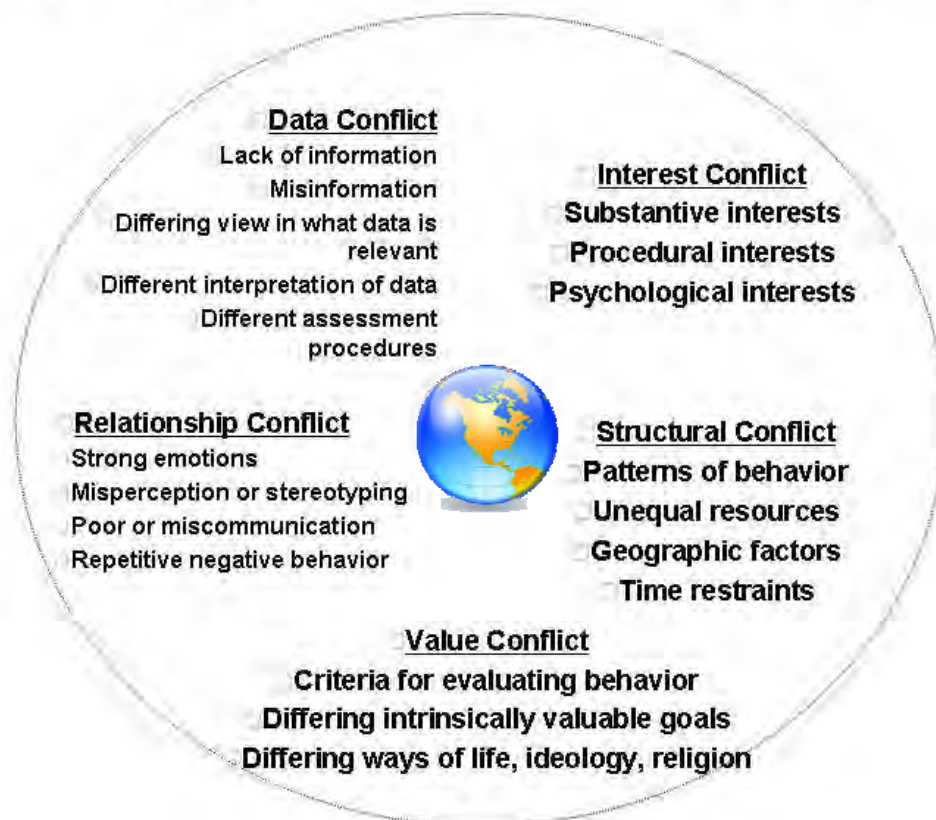 Data Conflict
Lack of information
Misinformation
Differing view in what data is
relevant
Different interpretation of data
Different assessment
procedures
Interest Conflict
Substantive interests
Procedural interests
Psychological interests
Relationship Conflict
Strong emotions
Misperception or stereotyping
Poor or miscommunication
Repetitive negative behavior
Structural Conflict
Patterns of behavior
Unequal resources
Geographic factors
Time restraints
Value Conflict
Criteria for evaluating behavior
Differing intrinsically valuable goals
Differing ways of life, ideology, religion